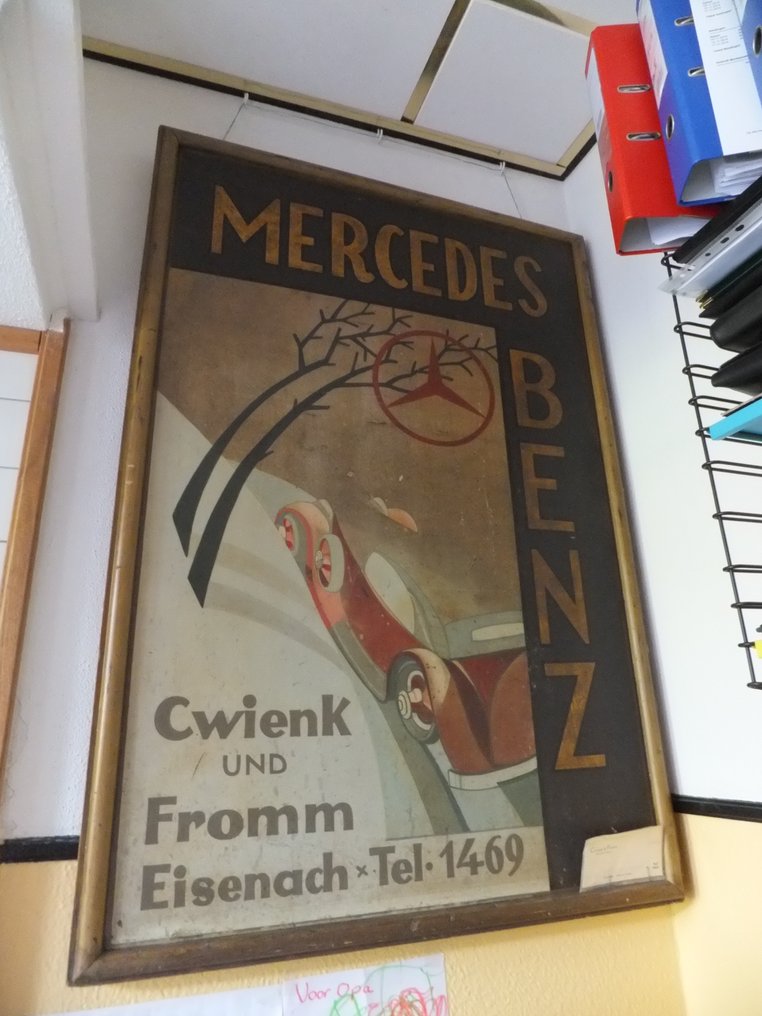 MERCEDES
BENZ
Cwienk
UND
Fromm
Eisenach × Tel. 1469
Voor Opa